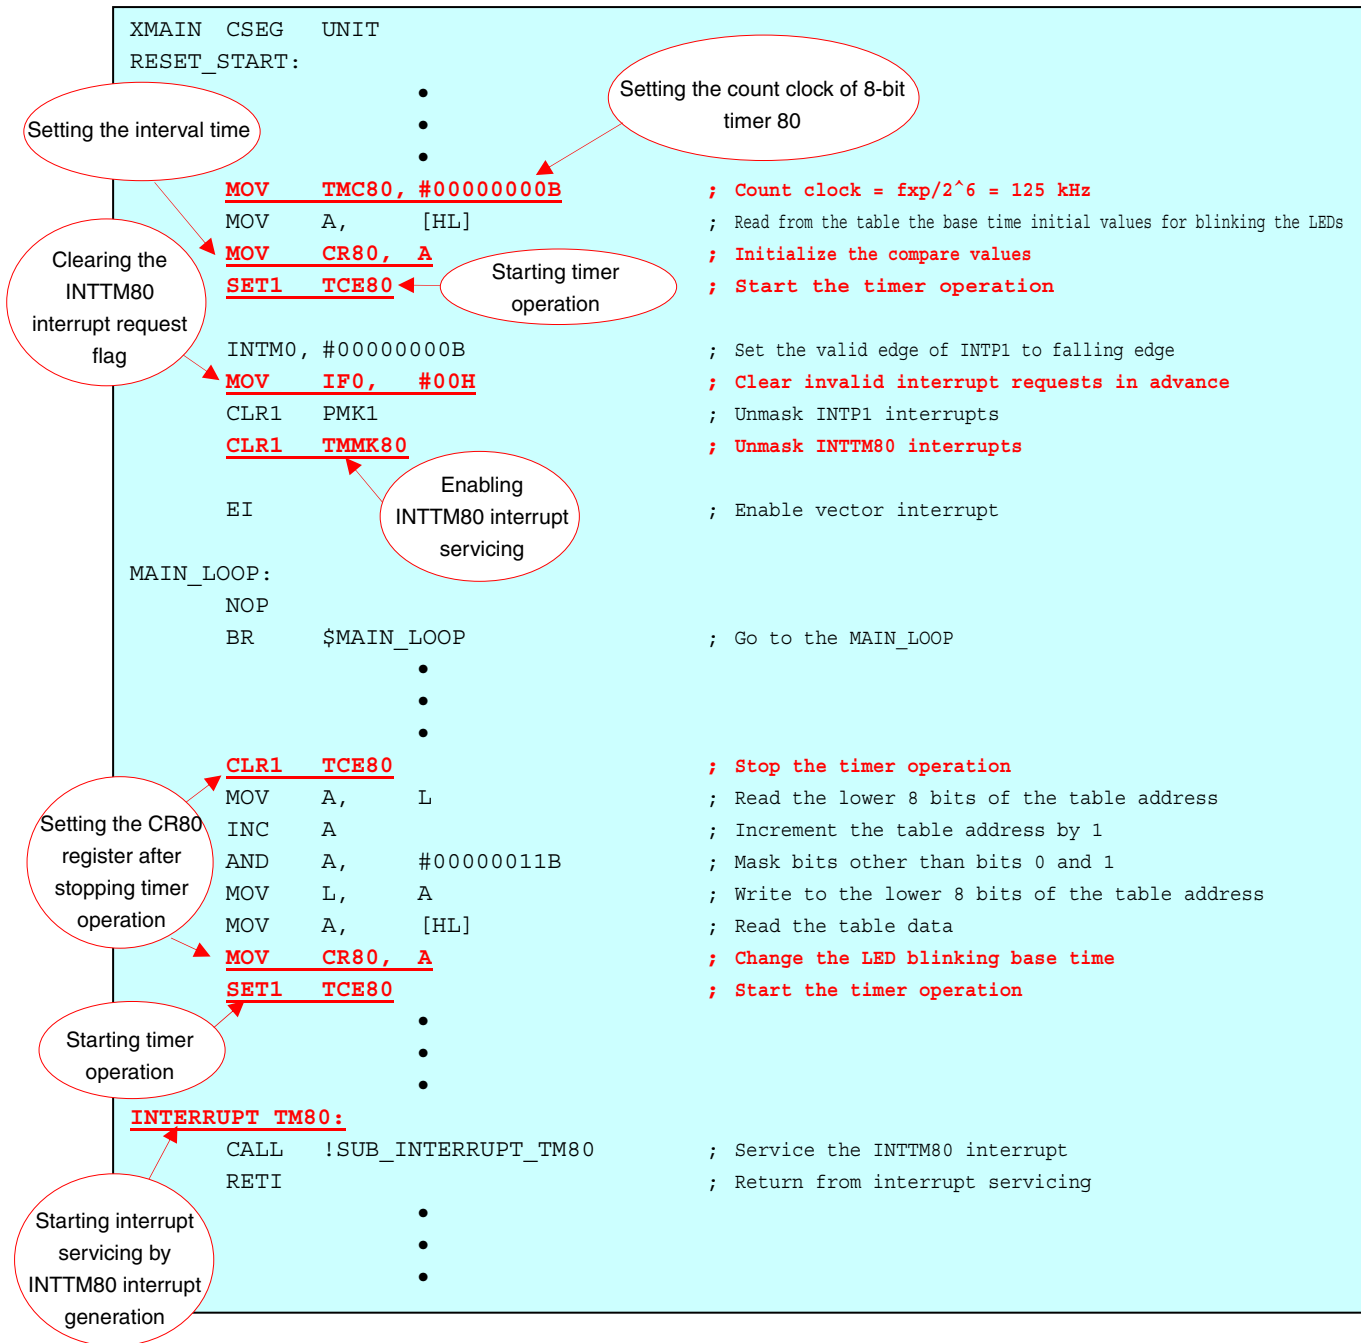 XMAIN CSEG UNIT
RESET_START:
•
Setting the count clock of 8-bit
timer 80
Setting the interval time
•
•
MOV TMC80, #00000000B ; Count clock = fxp/2^6 = 125 kHz
MOV A, [HL] ; Read from the table the base time initial values for blinking the LEDs
MOV CR80, A ; Initialize the compare values
SET1 TCE80 ; Start the timer operation
Clearing the
INTTM80
interrupt request
flag
Starting timer
operation
INTM0, #00000000B ; Set the valid edge of INTP1 to falling edge
MOV IF0, #00H ; Clear invalid interrupt requests in advance
CLR1 PMK1 ; Unmask INTP1 interrupts
CLR1 TMMK80 ; Unmask INTTM80 interrupts
Enabling
INTTM80 interrupt
servicing
EI ; Enable vector interrupt
MAIN_LOOP:
NOP
BR $MAIN_LOOP ; Go to the MAIN_LOOP
•
•
•
CLR1 TCE80 ; Stop the timer operation
MOV A, L ; Read the lower 8 bits of the table address
INC A ; Increment the table address by 1
AND A, #00000011B ; Mask bits other than bits 0 and 1
MOV L, A ; Write to the lower 8 bits of the table address
MOV A, [HL] ; Read the table data
MOV CR80, A ; Change the LED blinking base time
SET1 TCE80 ; Start the timer operation
Setting the CR80
register after
stopping timer
operation
Starting timer
operation
•
•
•
INTERRUPT TM80:
CALL !SUB_INTERRUPT_TM80 ; Service the INTTM80 interrupt
RETI ; Return from interrupt servicing
Starting interrupt
servicing by
INTTM80 interrupt
generation
•
•
•